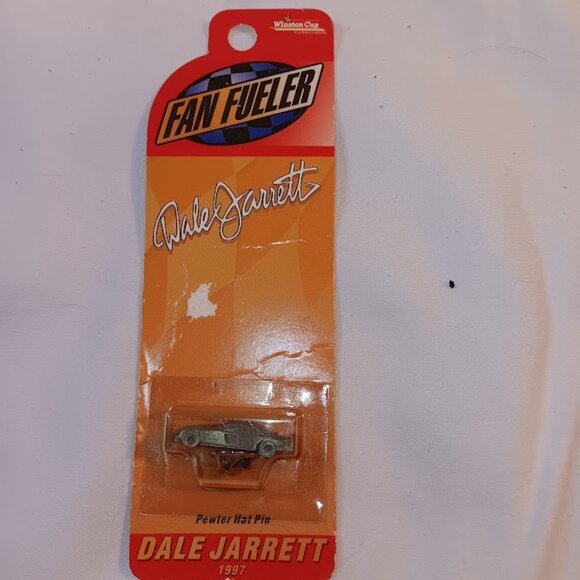 Winston Cup
FAN FUELER
Dale Jarrett
Pewter Hat Pin
DALE JARRETT
1997